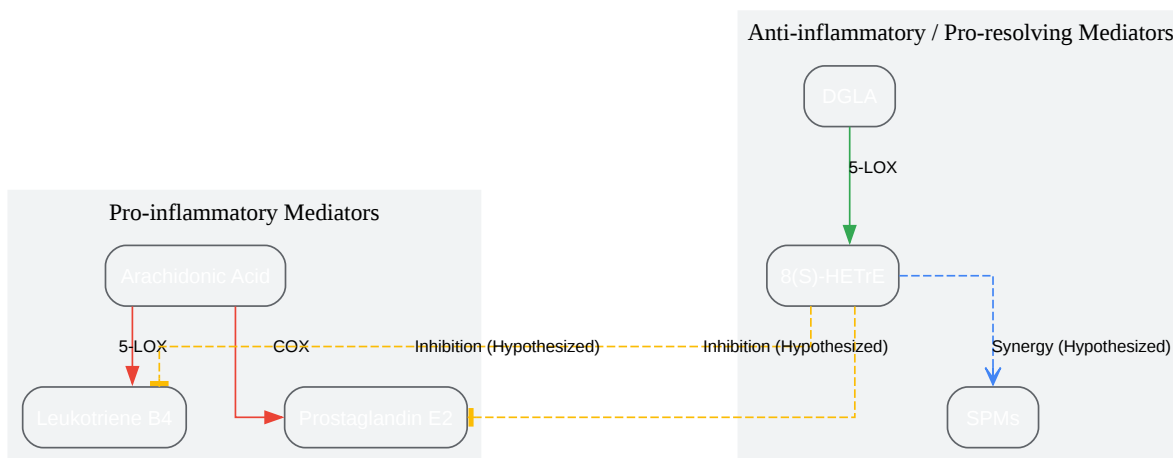 Anti-inflammatory / Pro-resolving Mediators
DGLA
5-LOX
Pro-inflammatory Mediators
Arachidonic Acid
8(S)-HETrE
5-LOX
COX
Inhibition (Hypothesized)
Inhibition (Hypothesized)
Synergy (Hypothesized)
Leukotriene B4
Prostaglandin E2
SPMs